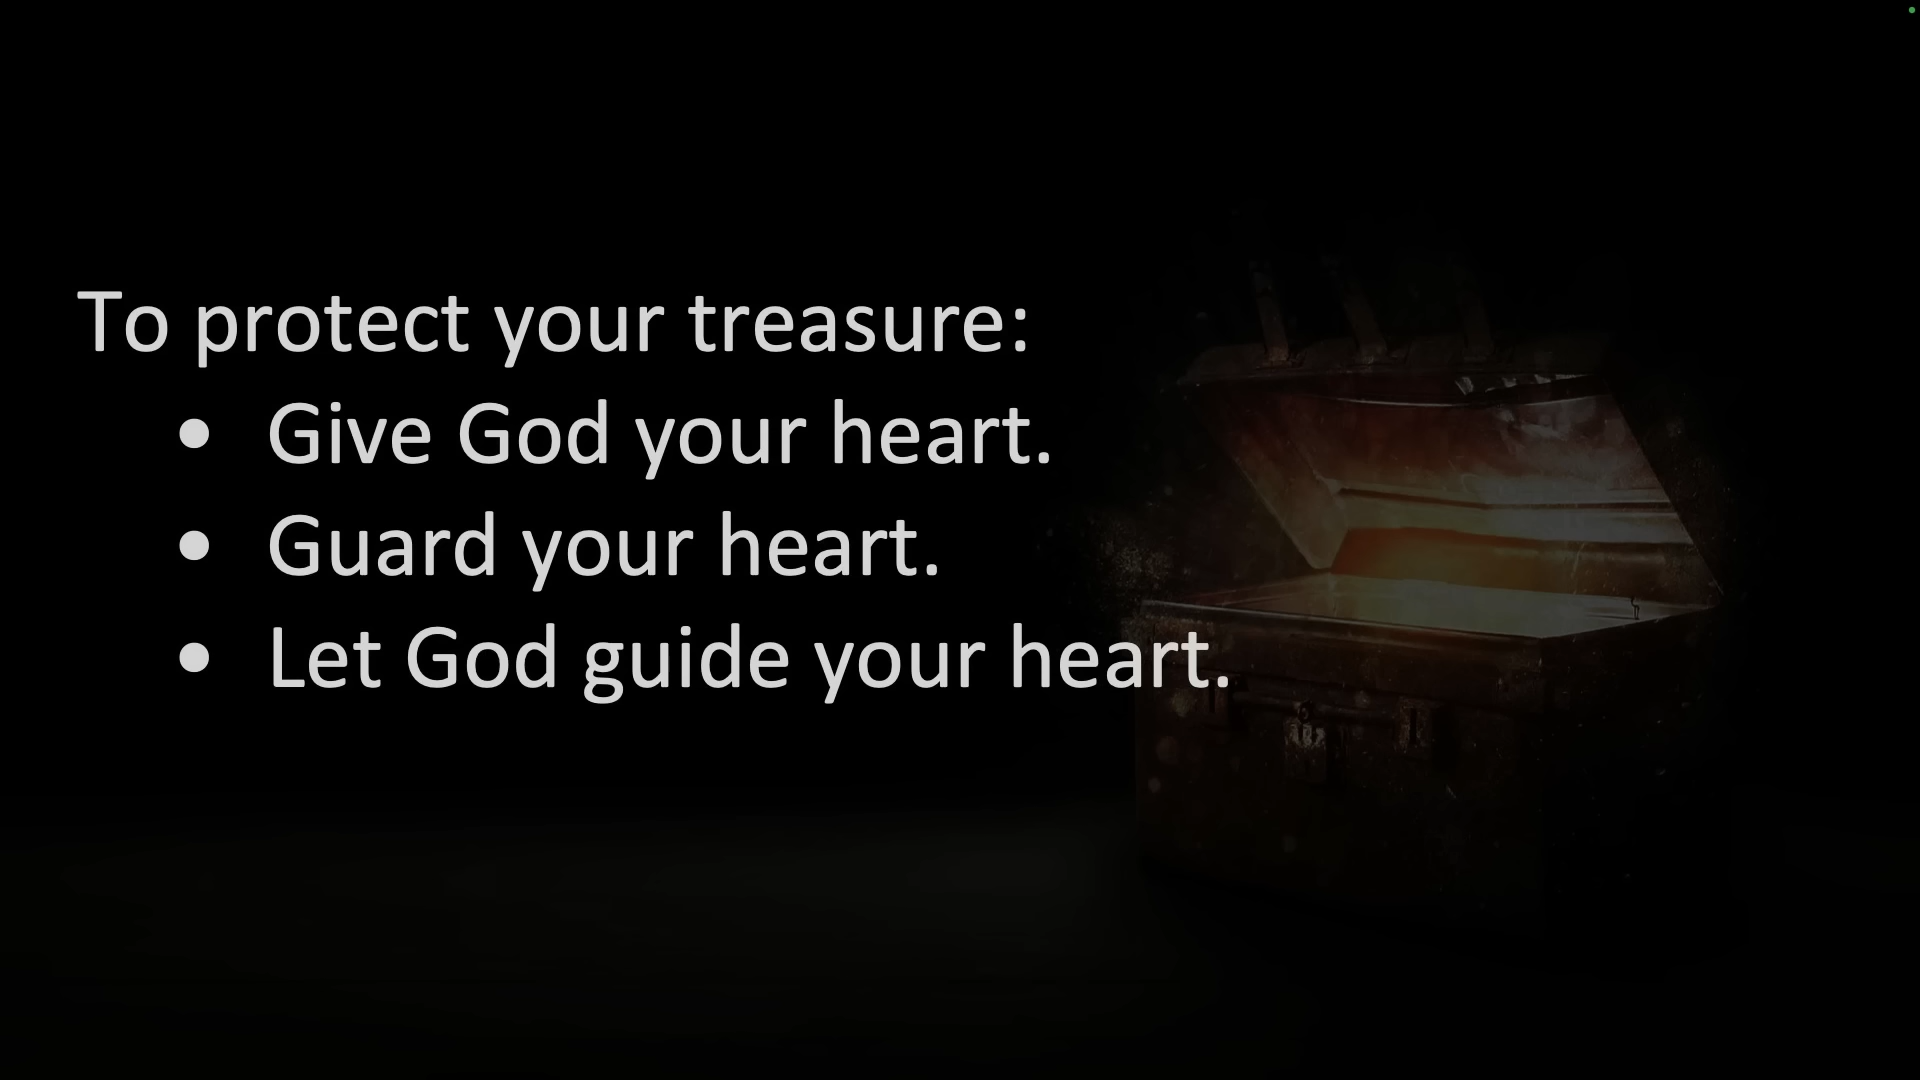 To protect your treasure:
• Give God your heart.
• Guard your heart.
• Let God guide your heart.